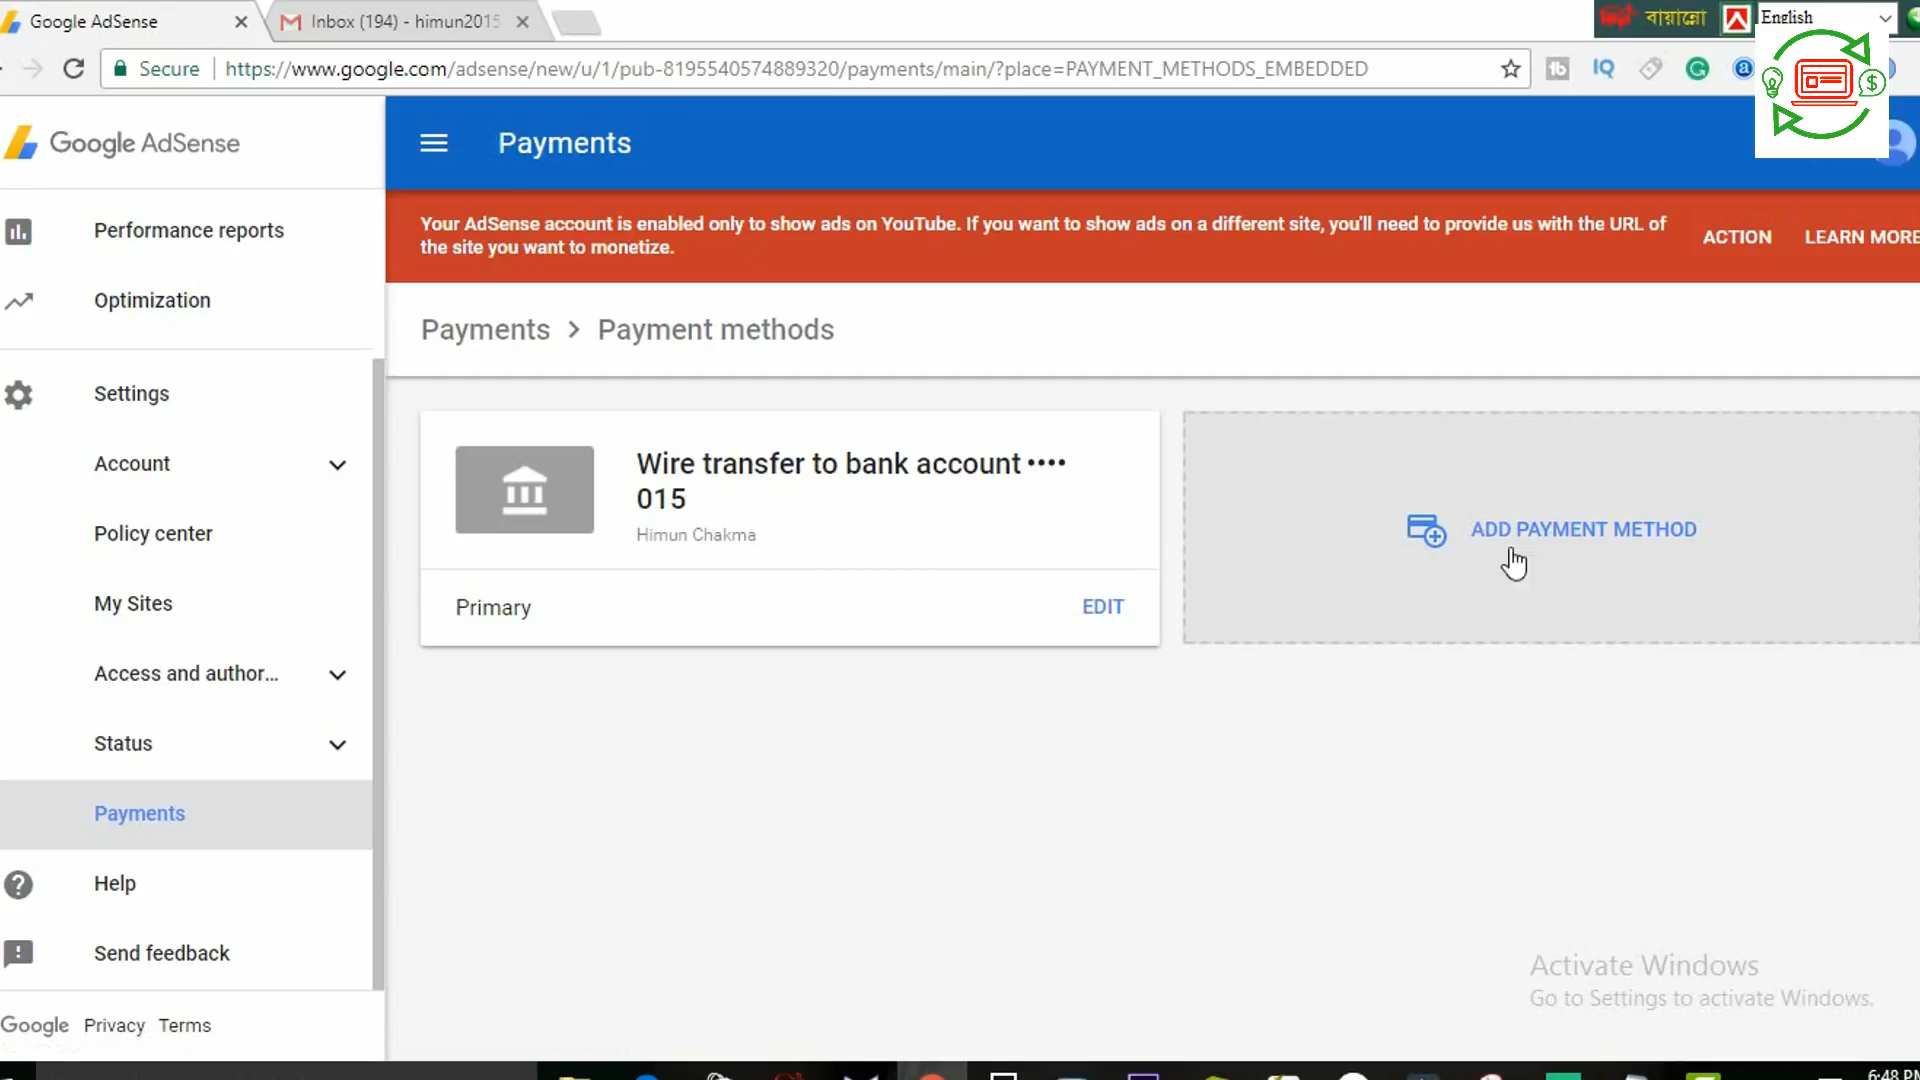 Google AdSense
Inbox (194) - himun2015
বায়ান্নো
English
Secure
https://www.google.com/adsense/new/u/1/pub-8195540574889320/payments/main/?place=PAYMENT_METHODS_EMBEDDED
Google AdSense
Payments
Your AdSense account is enabled only to show ads on YouTube. If you want to show ads on a different site, you'll need to provide us with the URL of
the site you want to monetize.
ACTION
LEARN MORE
Performance reports
Optimization
Settings
Account
Policy center
My Sites
Access and author...
Status
Payments
Help
Send feedback
Google Privacy Terms
Payments > Payment methods
Wire transfer to bank account ••••
015
Himun Chakma
Primary
EDIT
ADD PAYMENT METHOD
Activate Windows
Go to Settings to activate Windows.
6:48 PM